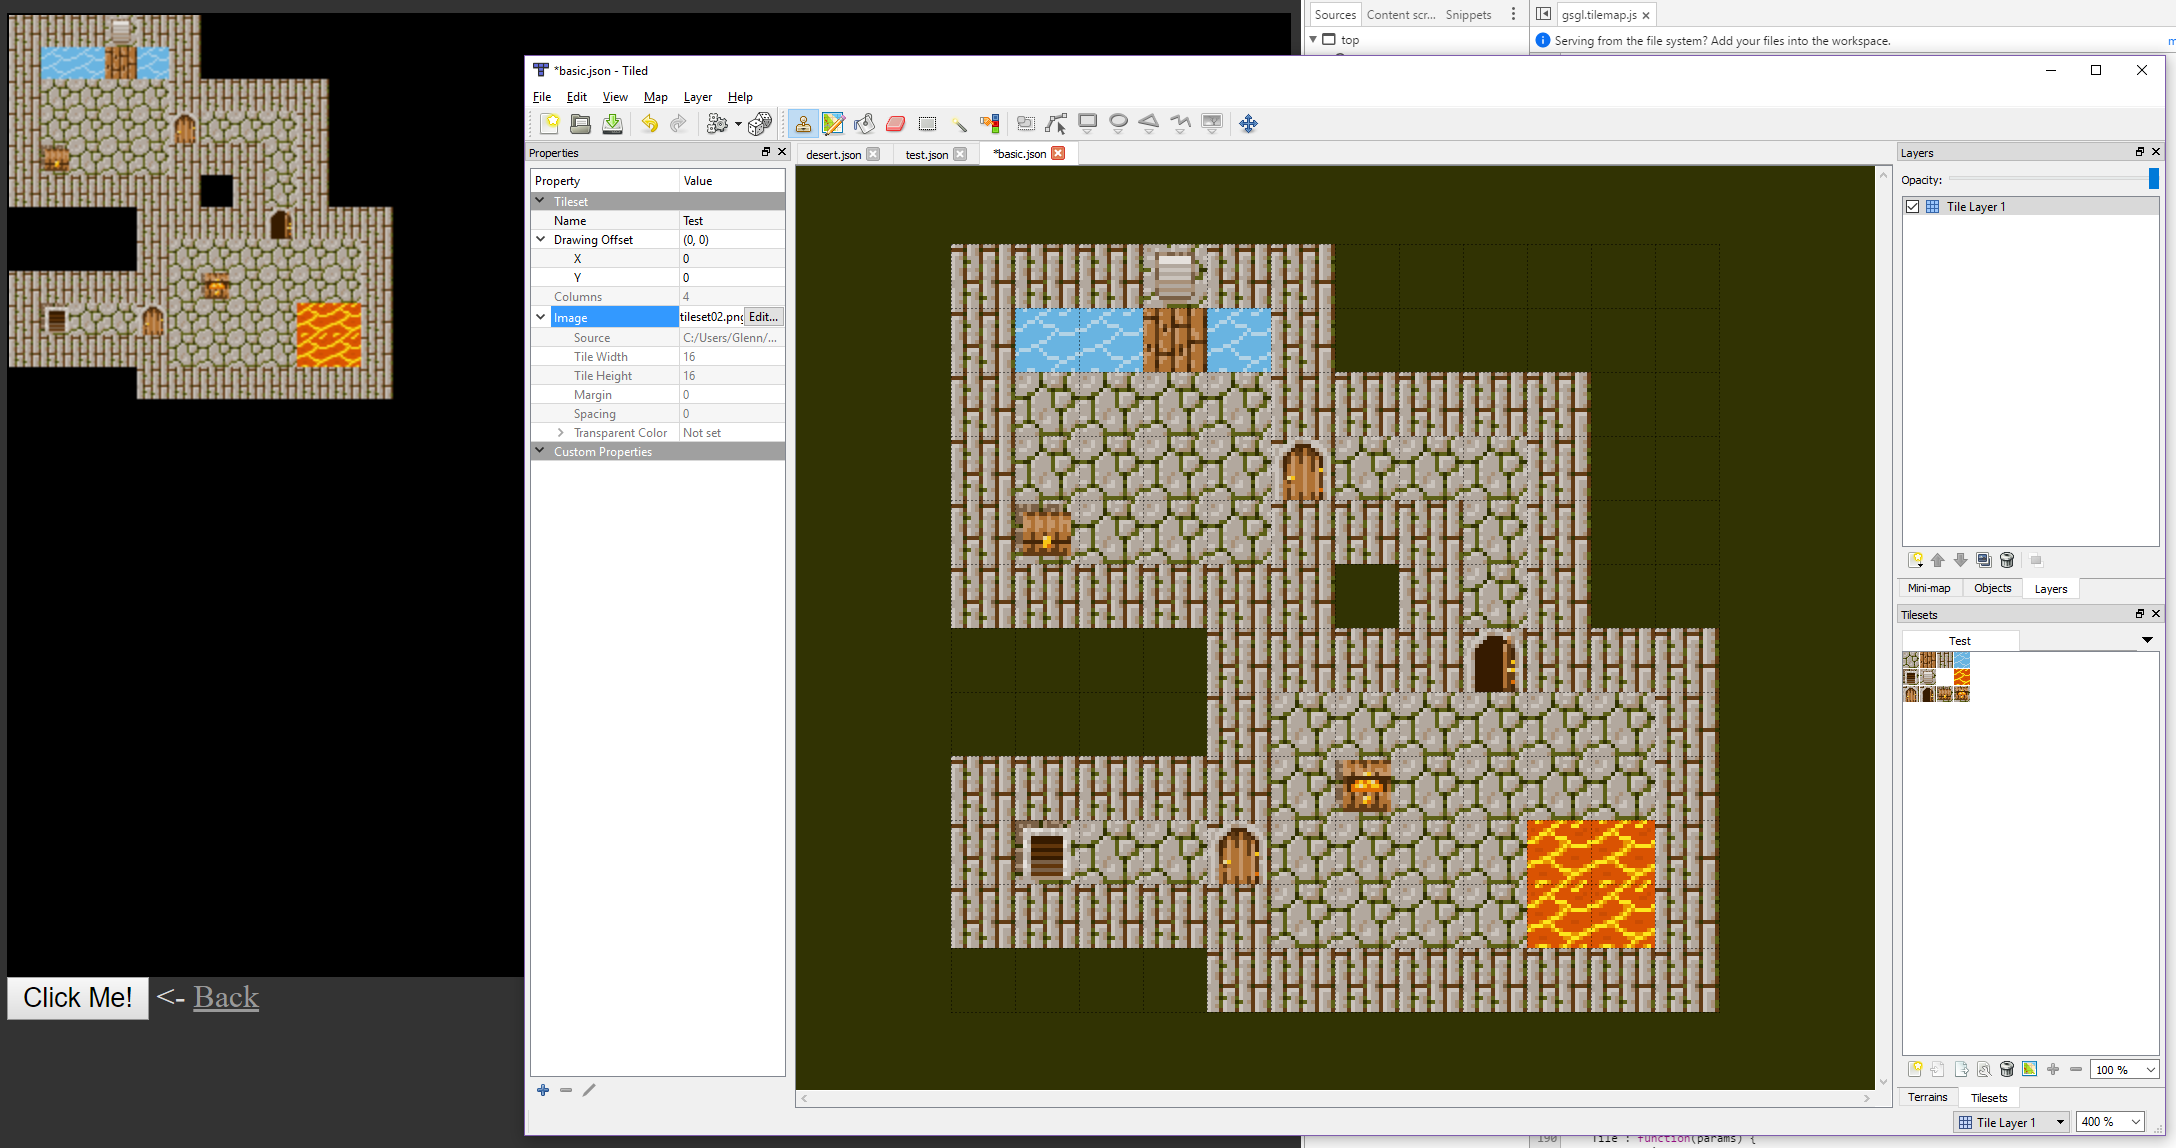 Sources Content scr... Snippets
gsgl.tilemap.js
top
Serving from the file system? Add your files into the workspace.
*basic.json - Tiled
File Edit View Map Layer Help
Properties
desert.json test.json *basic.json
Layers
Property Value
Opacity:
Tileset
Tile Layer 1
Name Test
Drawing Offset (0, 0)
X 0
Y 0
Columns 4
Image tileset02.png Edit...
Source C:/Users/Glenn/...
Tile Width 16
Tile Height 16
Margin 0
Spacing 0
Transparent Color Not set
Custom Properties
Mini-map Objects Layers
Tilesets
Test
Click Me! <- Back
100 %
Terrains Tilesets
Tile Layer 1 400 %
190 Tile : function(params) {